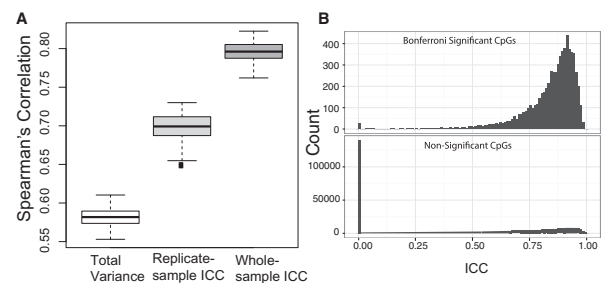 A
Spearman's Correlation
0.80
0.75
0.70
0.65
0.60
0.55
Total
Variance
Replicate-
sample ICC
Whole-
sample ICC
B
Count
Bonferroni Significant CpGs
400
300
200
100
0
Non-Significant CpGs
100000
50000
0
0.00 0.25 0.50 0.75 1.00
ICC